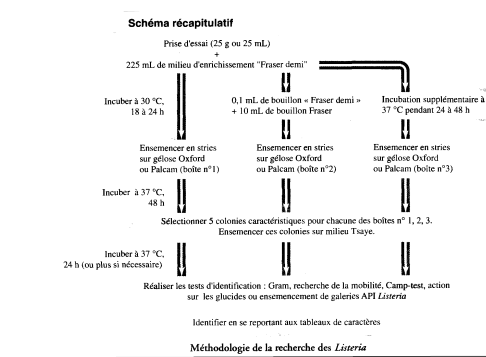 Schéma récapitulatif
Prise d'essai (25 g ou 25 mL)
+
225 mL de milieu d'enrichissement "Fraser demi"
Incuber à 30 °C,
18 à 24 h
0,1 mL de bouillon « Fraser demi »
+ 10 mL de bouillon Fraser
Incubation supplémentaire à
37 °C pendant 24 à 48 h
Ensemencer en stries
sur gélose Oxford
ou Palcam (boîte n°1)
Ensemencer en stries
sur gélose Oxford
ou Palcam (boîte n°2)
Ensemencer en stries
sur gélose Oxford
ou Palcam (boîte n°3)
Incuber à 37 °C,
48 h
Sélectionner 5 colonies caractéristiques pour chacune des boîtes n° 1, 2, 3.
Ensemencer ces colonies sur milieu Tsaye.
Incuber à 37 °C,
24 h (ou plus si nécessaire)
Réaliser les tests d'identification : Gram, recherche de la mobilité, Camp-test, action
sur les glucides ou ensemencement de galeries API Listeria
Identifier en se reportant aux tableaux de caractères
Méthodologie de la recherche des Listeria